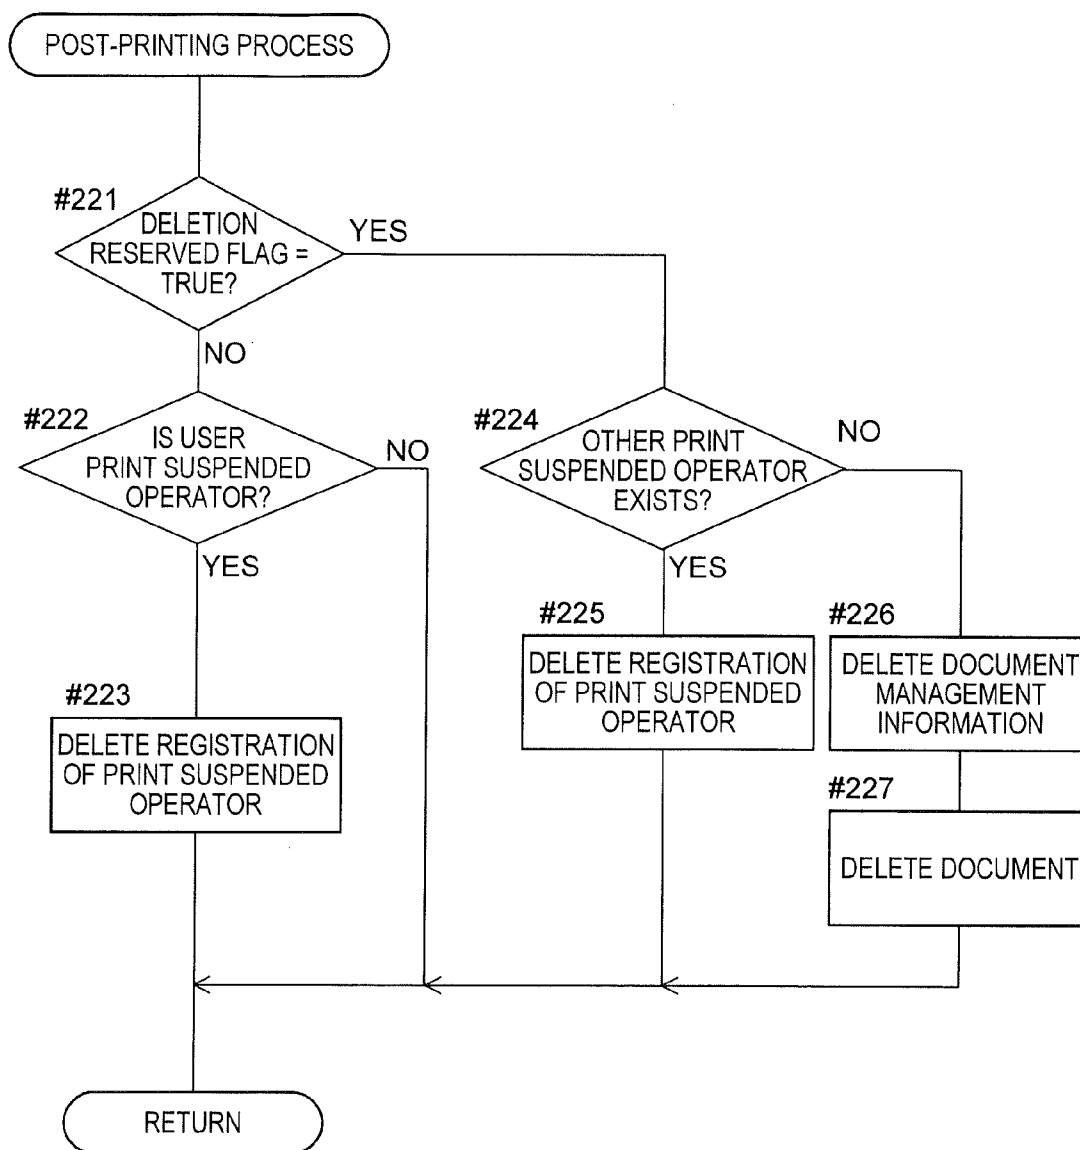 POST-PRINTING PROCESS
#221
DELETION
RESERVED FLAG =
TRUE?
YES
NO
#222
IS USER
PRINT SUSPENDED
OPERATOR?
NO
YES
#223
DELETE REGISTRATION
OF PRINT SUSPENDED
OPERATOR
#224
OTHER PRINT
SUSPENDED OPERATOR
EXISTS?
NO
YES
#225
DELETE REGISTRATION
OF PRINT SUSPENDED
OPERATOR
#226
DELETE DOCUMENT
MANAGEMENT
INFORMATION
#227
DELETE DOCUMENT
RETURN